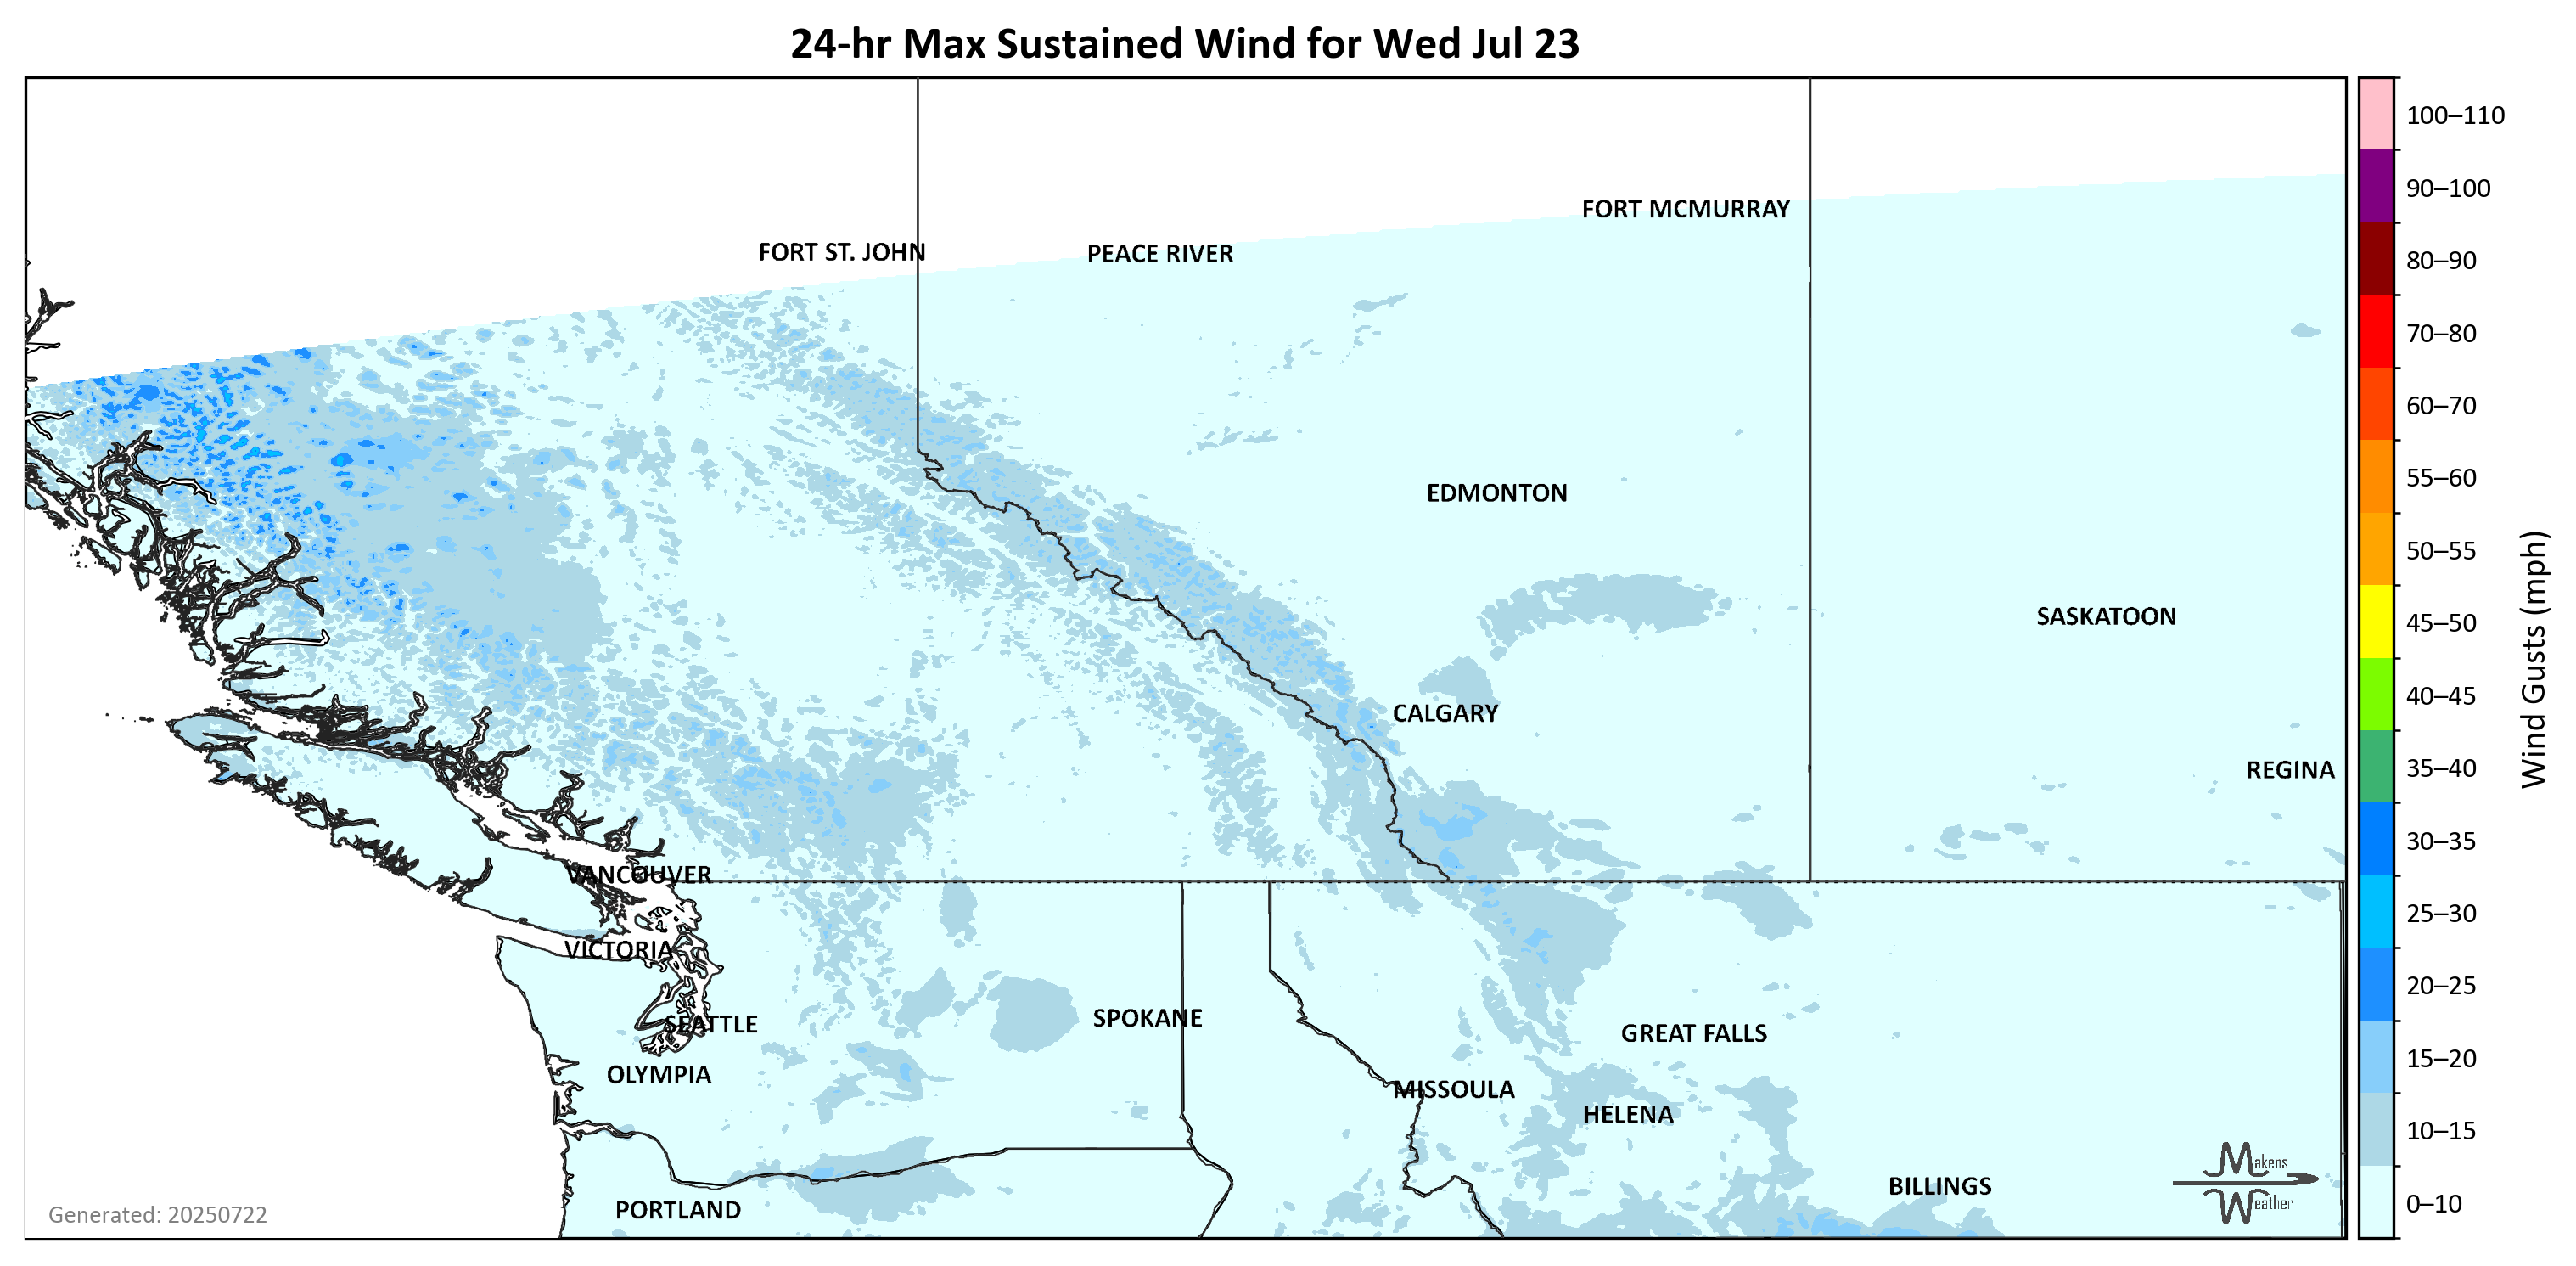 24-hr Max Sustained Wind for Wed Jul 23
FORT MCMURRAY
FORT ST. JOHN
PEACE RIVER
EDMONTON
SASKATOON
CALGARY
REGINA
VANCOUVER
VICTORIA
SEATTLE
SPOKANE
GREAT FALLS
OLYMPIA
MISSOULA
HELENA
BILLINGS
PORTLAND
Makens
Weather
Generated: 20250722
100–110
90–100
80–90
70–80
60–70
55–60
50–55
45–50
40–45
35–40
30–35
25–30
20–25
15–20
10–15
0–10
Wind Gusts (mph)